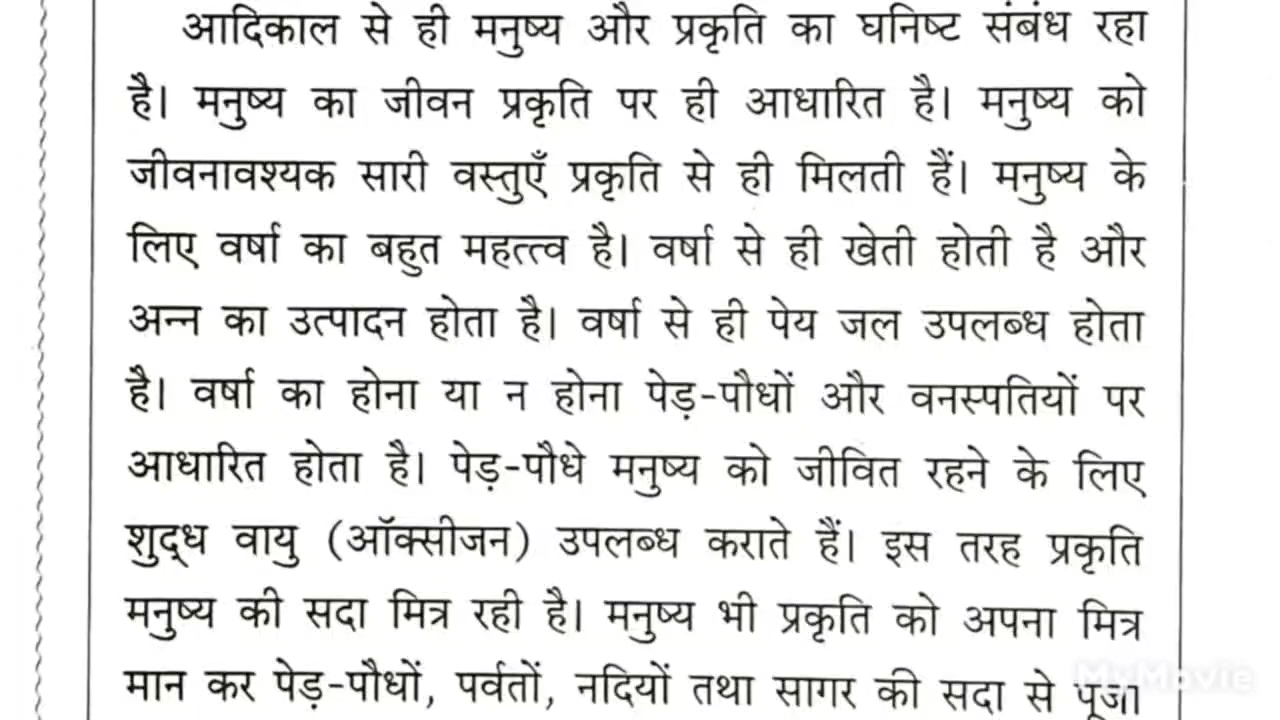 आदिकाल से ही मनुष्य और प्रकृति का घनिष्ट संबंध रहा
है। मनुष्य का जीवन प्रकृति पर ही आधारित है। मनुष्य को
जीवनावश्यक सारी वस्तुएँ प्रकृति से ही मिलती हैं। मनुष्य के
लिए वर्षा का बहुत महत्त्व है। वर्षा से ही खेती होती है और
अन्न का उत्पादन होता है। वर्षा से ही पेय जल उपलब्ध होता
है। वर्षा का होना या न होना पेड़-पौधों और वनस्पतियों पर
आधारित होता है। पेड़-पौधे मनुष्य को जीवित रहने के लिए
शुद्ध वायु (ऑक्सीजन) उपलब्ध कराते हैं। इस तरह प्रकृति
मनुष्य की सदा मित्र रही है। मनुष्य भी प्रकृति को अपना मित्र
मान कर पेड़-पौधों, पर्वतों, नदियों तथा सागर की सदा से पूजा
MyMovie